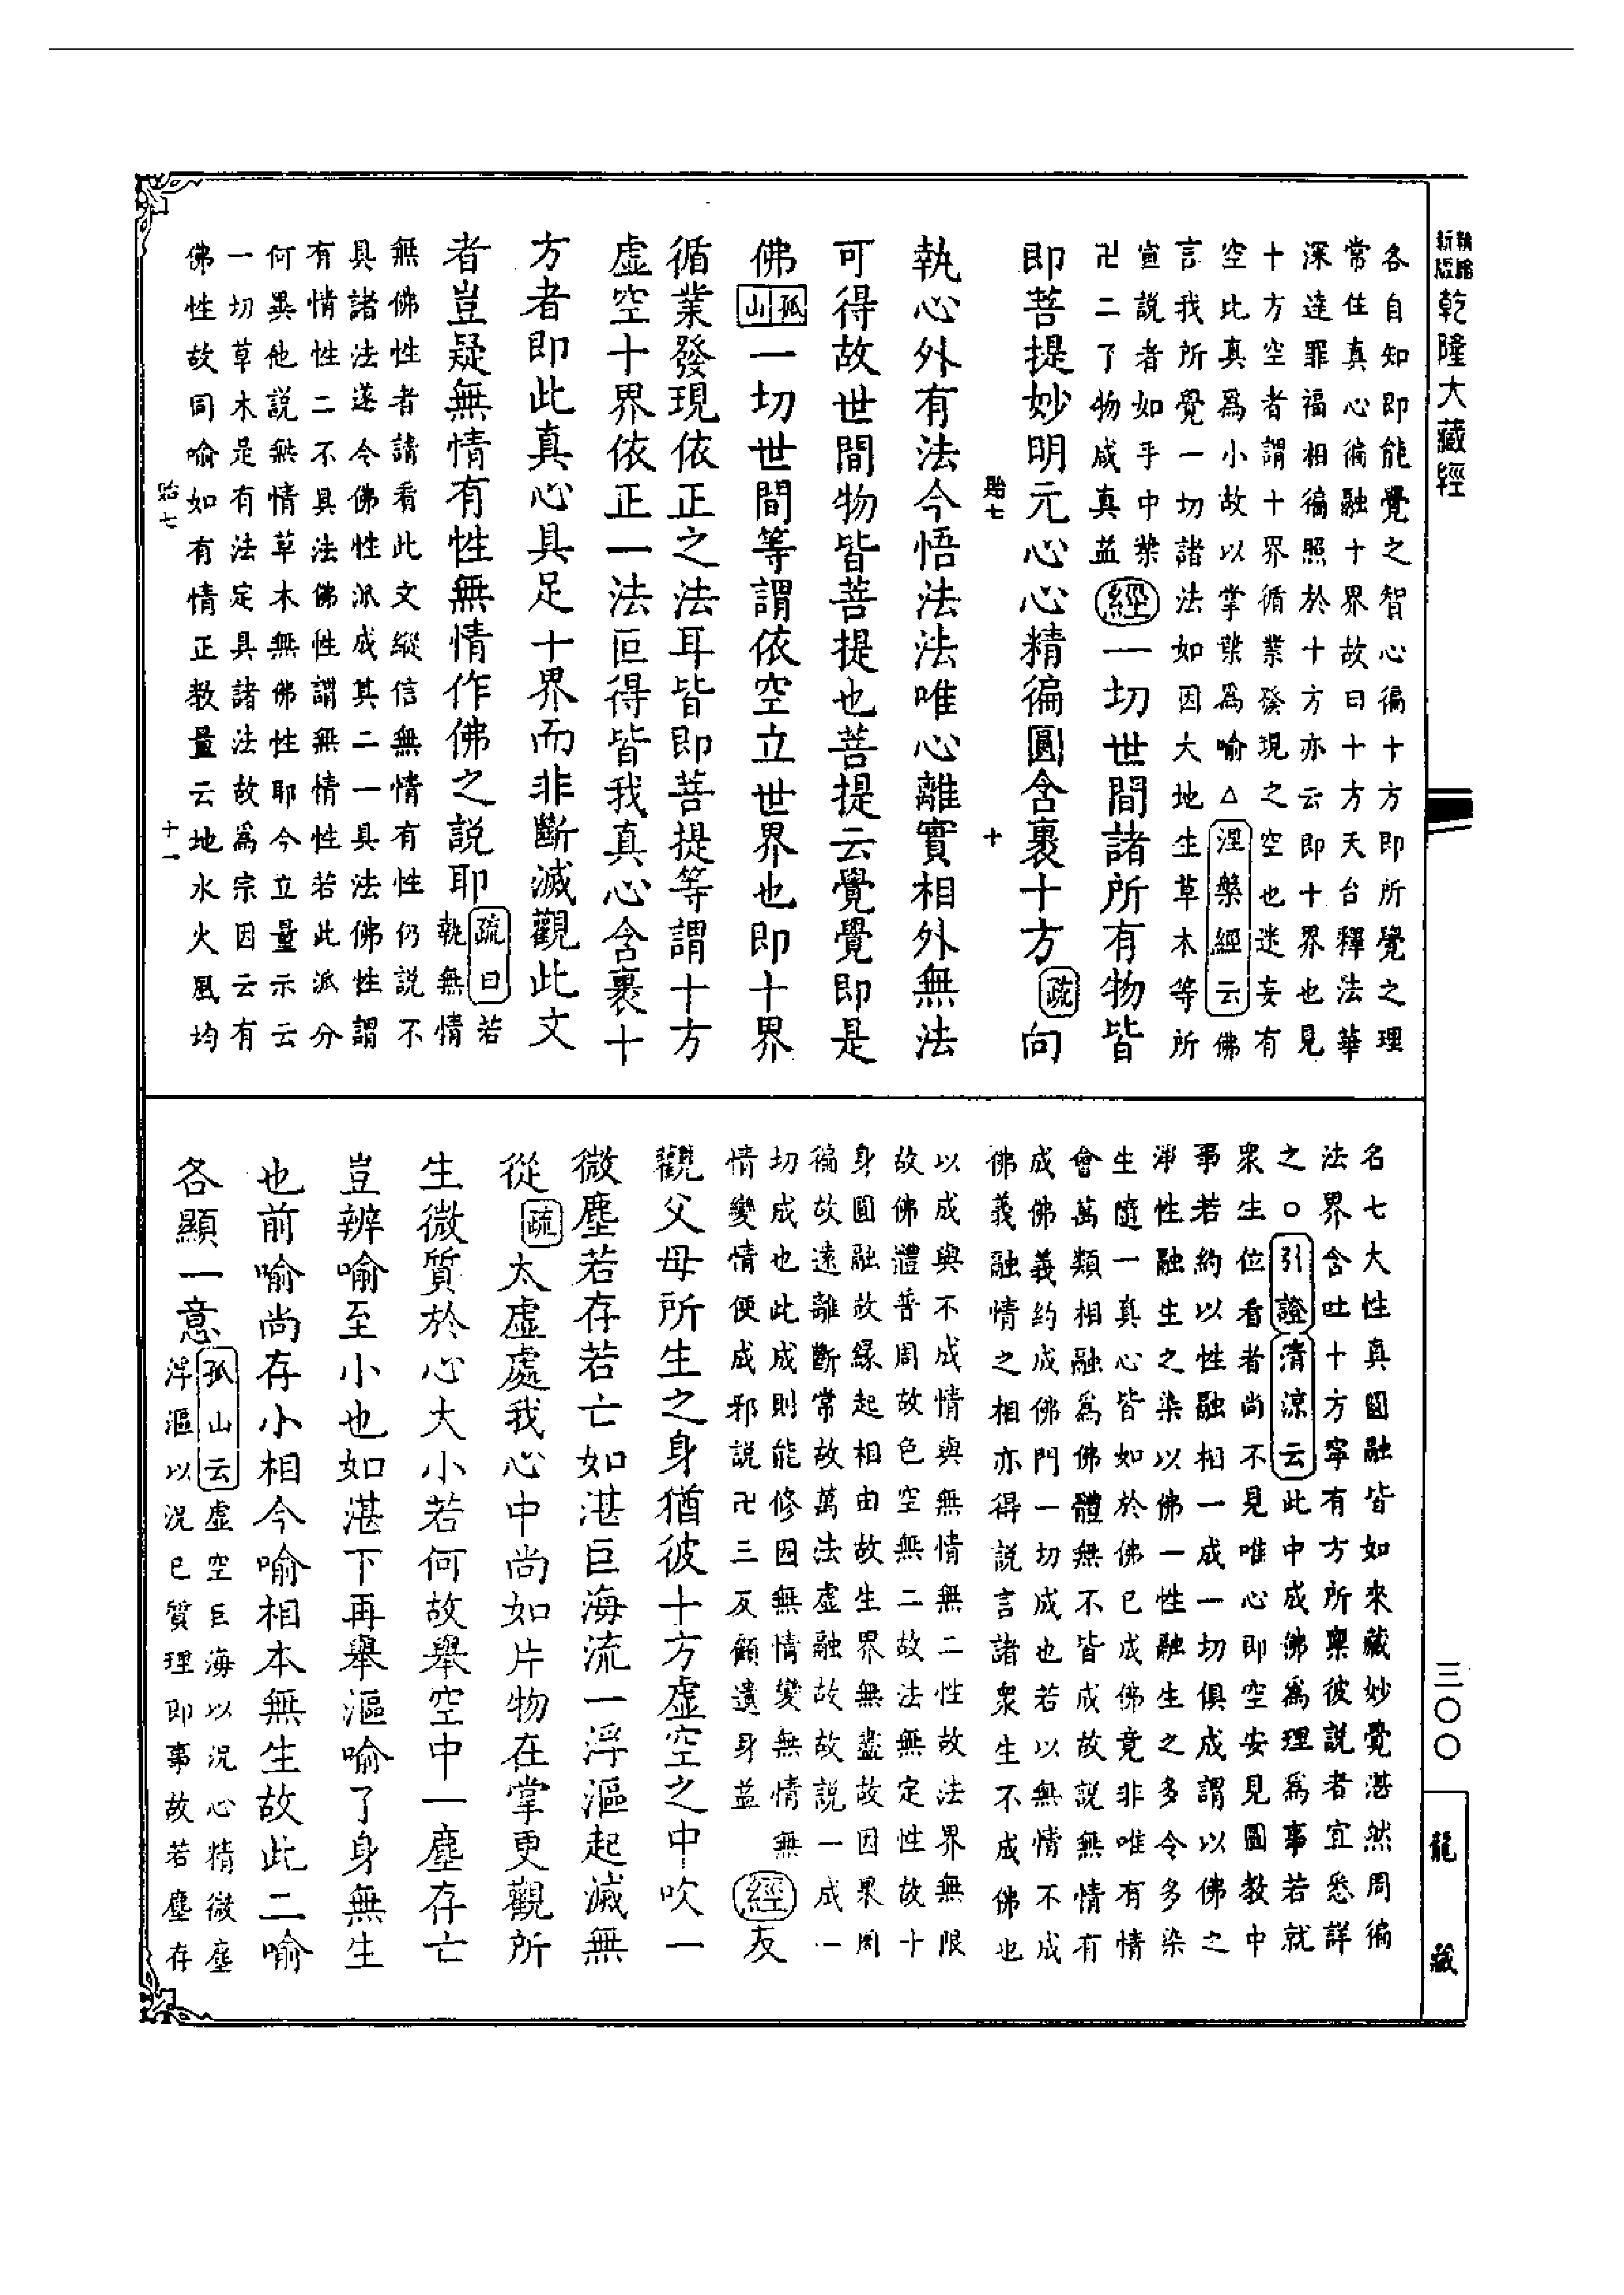 乾隆大藏經
各自知即能覺之智心徧十方即所覺之理
常住真心徧融十界故曰十方天台釋法華
深達罪福相徧照於十方亦云即十界也見
十方空者謂十界循業發現之空也迷妄有
空此真爲小故以掌菓爲喻△涅槃經云佛
言我所覺一切諸法如因大地生草木等所
宣說者如手中葉
卍二了物咸真益
經一切世間諸所有物皆
即菩提妙明元心心精徧圓含裹十方疏向
執心外有法今悟法法唯心離實相外無法
可得故世間物皆菩提也菩提云覺覺即是
佛孤山一切世間等謂依空立世界也即十界
循業發現依正之法耳皆即菩提等謂十方
虛空十界依正一法叵得皆我真心含裹十
方者即此真心具足十界而非斷滅觀此文
者豈疑無情有性無情作佛之說耶疏曰若
執無情
無佛性者請看此文縱信無情有性仍說不
具諸法遂令佛性派成其二一具法佛性謂
有情性二不具法佛性謂無情性若此派分
何異他說無情草木無佛性耶今立量示云
一切草木是有法定具諸法故爲宗因云有
佛性故同喻如有情正教量云地水火風均
名七大性真圓融皆如來藏妙覺湛然周徧
法界含吐十方寧有方所禦彼說者宜悉詳
之○引證清涼云此中成佛爲理爲事若就
衆生位看者尚不見唯心即空安見圓教中
事若約以性融相一成一切俱成謂以佛之
淨性融生之染以佛一性融生之多令多染
生隨一真心皆如於佛已成佛竟非唯有情
會萬類相融爲佛體無不皆成故說無情有
成佛義約成佛門一切成也若以無情不成
佛義融情之相亦得說言諸衆生不成佛也
以成與不成情與無情無二性故法界無限
故佛體普周故色空無二故法無定性故十
身圓融故緣起相由故生界無盡故因果周
徧故遠離斷常故萬法虛融故故說一成一
切成也此成則能修因無情變無情無
情變情便成邪說卍三反顧遺身益
經反
觀父母所生之身猶彼十方虛空之中吹一
微塵若存若亡如湛巨海流一浮漚起滅無
從疏太虛處我心中尚如片物在掌更觀所
生微質於心大小若何故舉空中一塵存亡
豈辨喻至小也如湛下再舉漚喻了身無生
也前喻尚存小相今喻相本無生故此二喻
各顯一意孤山云虛空巨海以況心精微塵
浮漚以況已質理即事故若塵存
貽七
十
貽七
十一
三〇〇
龍藏